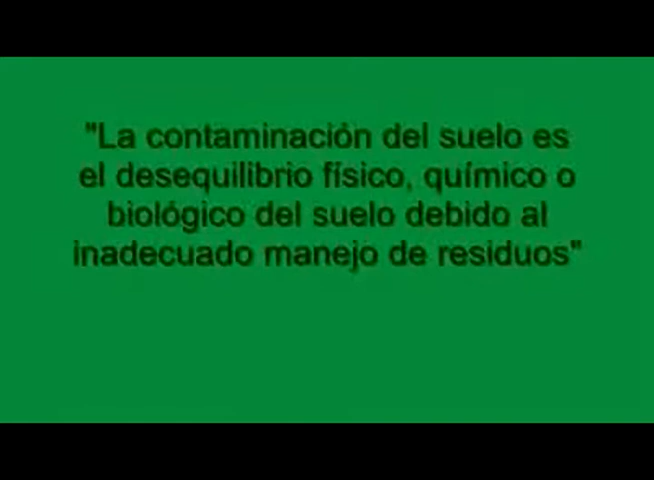 "La contaminación del suelo es
el desequilibrio físico, químico o
biológico del suelo debido al
inadecuado manejo de residuos"